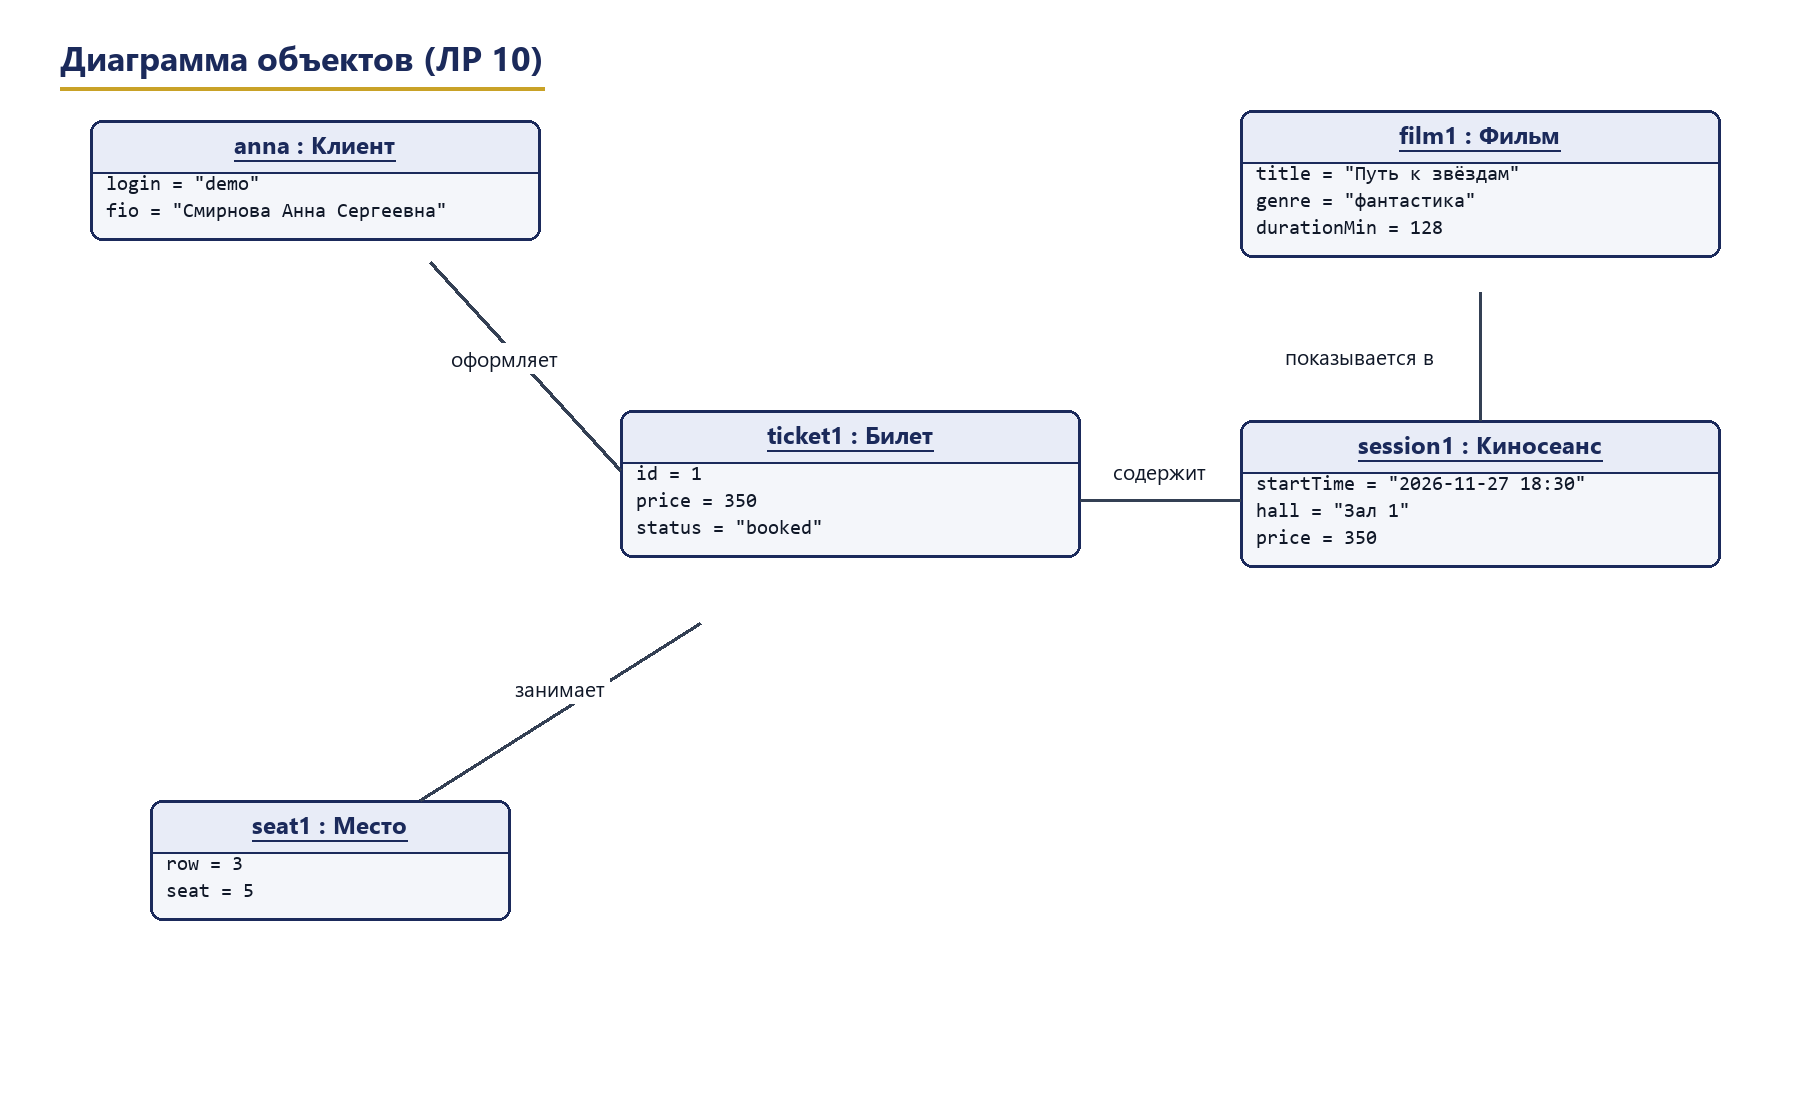 Диаграмма объектов (ЛР 10)
anna : Клиент
login = "demo"
fio = "Смирнова Анна Сергеевна"
film1 : Фильм
title = "Путь к звёздам"
genre = "фантастика"
durationMin = 128
оформляет
показывается в
ticket1 : Билет
id = 1
price = 350
status = "booked"
содержит
session1 : Киносеанс
startTime = "2026-11-27 18:30"
hall = "Зал 1"
price = 350
занимает
seat1 : Место
row = 3
seat = 5